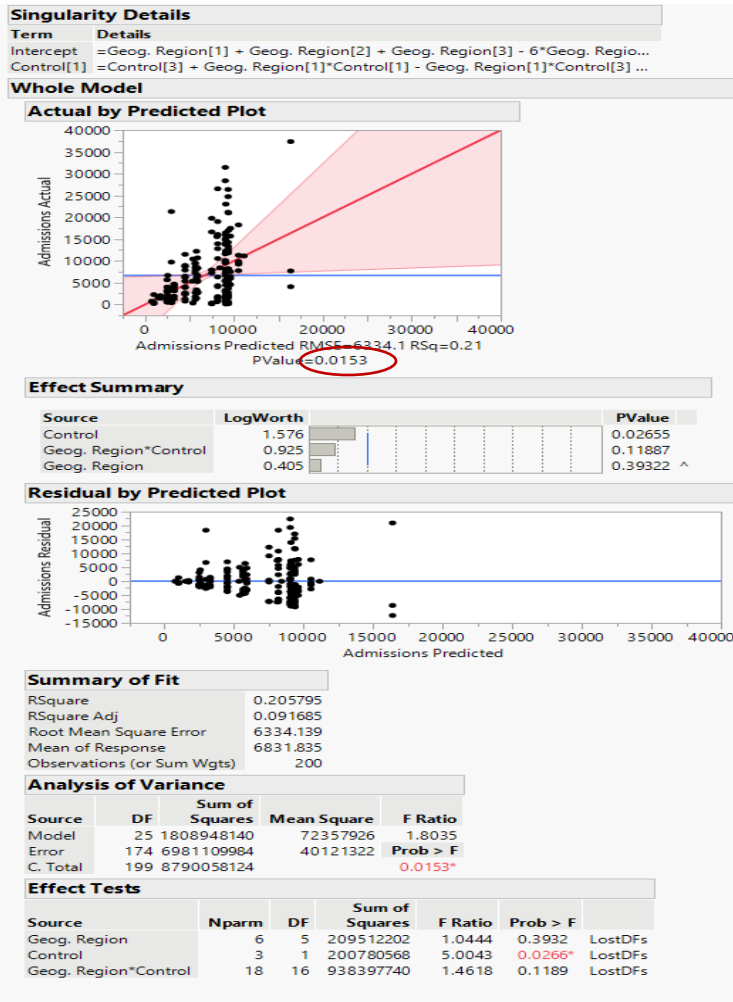 Singularity Details
Term Details
Intercept =Geog. Region[1] + Geog. Region[2] + Geog. Region[3] - 6*Geog. Regio...
Control[1] =Control[3] + Geog. Region[1]*Control[1] - Geog. Region[1]*Control[3] ...
Whole Model
Actual by Predicted Plot
40000
35000
30000
25000
20000
15000
10000
5000
0
Admissions Actual
0 10000 20000 30000 40000
Admissions Predicted RMSE=6334.1 RSq=0.21
PValue=0.0153
Effect Summary
Source LogWorth PValue
Control 1.576 0.02655
Geog. Region*Control 0.925 0.11887
Geog. Region 0.405 0.39322 ^
Residual by Predicted Plot
25000
20000
15000
10000
5000
0
-5000
-10000
-15000
Admissions Residual
0 5000 10000 15000 20000 25000 30000 35000 40000
Admissions Predicted
Summary of Fit
RSquare 0.205795
RSquare Adj 0.091685
Root Mean Square Error 6334.139
Mean of Response 6831.835
Observations (or Sum Wgts) 200
Analysis of Variance
Source DF Sum of Squares Mean Square F Ratio
Model 25 1808948140 72357926 1.8035
Error 174 6981109984 40121322 Prob > F
C. Total 199 8790058124 0.0153*
Effect Tests
Source Nparm DF Sum of Squares F Ratio Prob > F
Geog. Region 6 5 209512202 1.0444 0.3932 LostDFs
Control 3 1 200780568 5.0043 0.0266* LostDFs
Geog. Region*Control 18 16 938397740 1.4618 0.1189 LostDFs